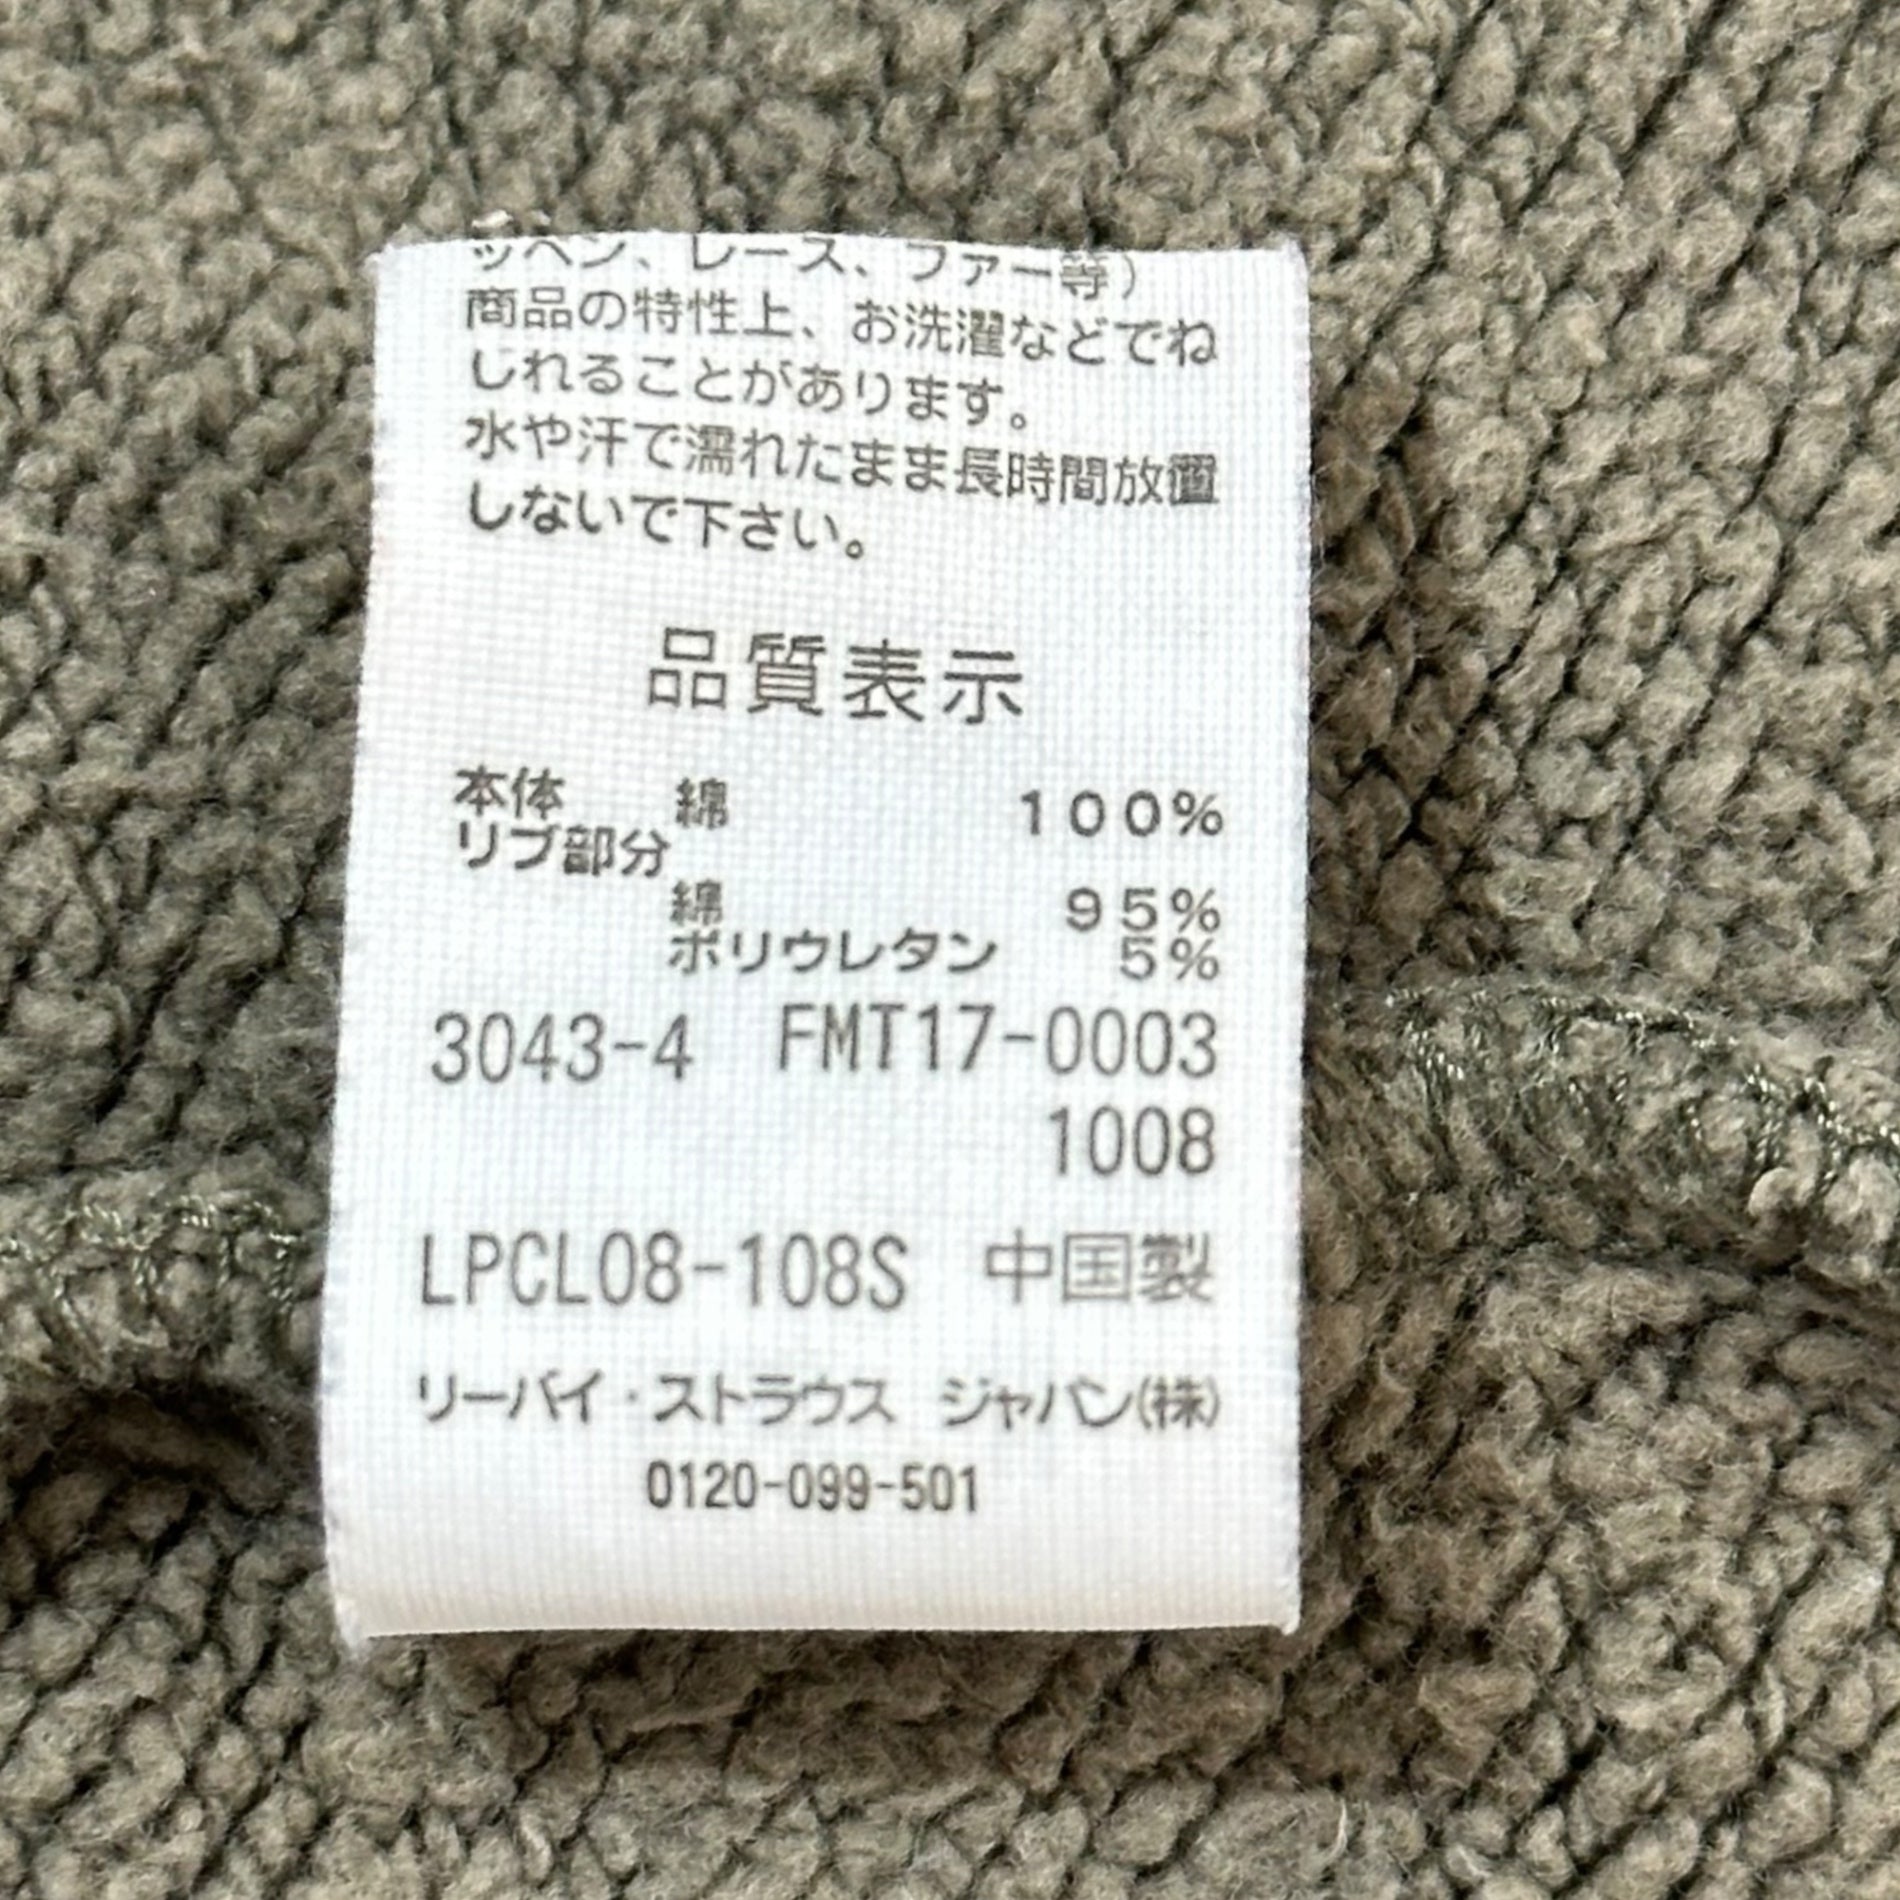 ッペン、レース、ファー等)
商品の特性上、お洗濯などでね
じれることがあります。
水や汗で濡れたまま長時間放置
しないで下さい。
品質表示
本体 綿 100%
リブ部分
綿 95%
ポリウレタン 5%
3043-4 FMT17-0003
1008
LPCL08-108S 中国製
リーバイ・ストラウス ジャパン(株)
0120-099-501